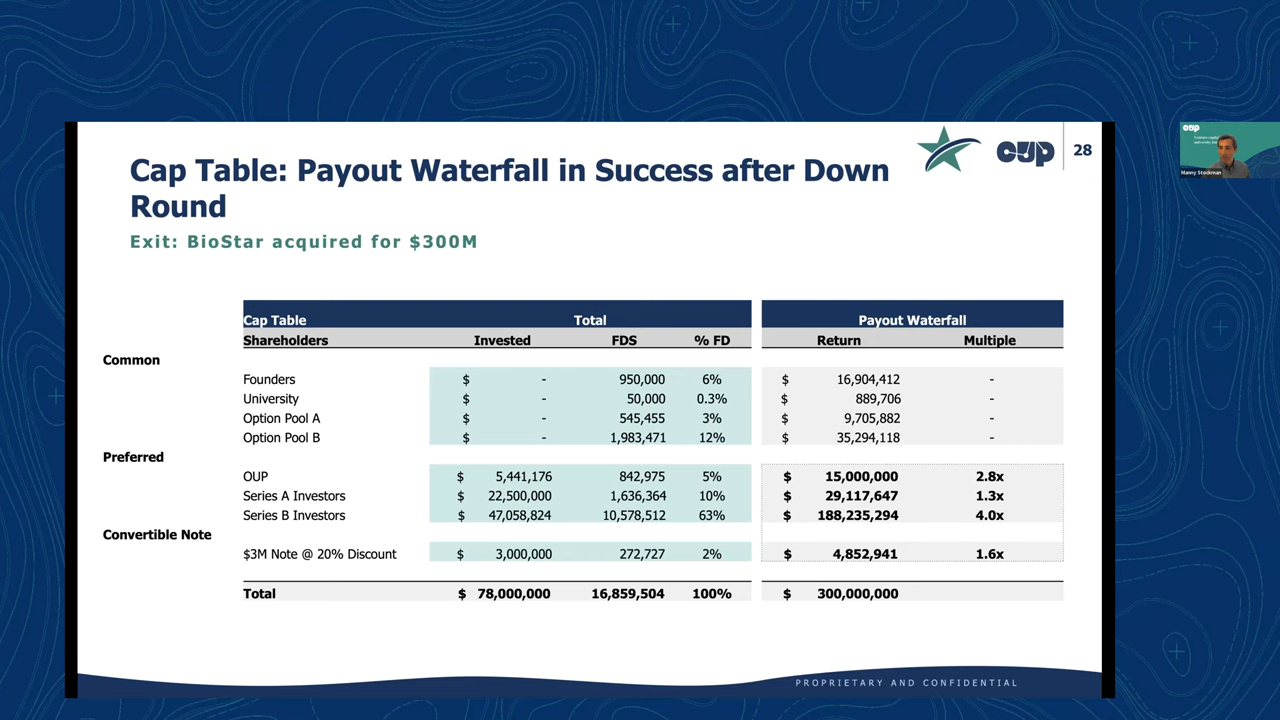 Cap Table: Payout Waterfall in Success after Down
Round
Exit: BioStar acquired for $300M
CUP
28
CUP
Manny Stockman
Cap Table Total Payout Waterfall
Shareholders Invested FDS % FD Return Multiple
Common
Founders $ - 950,000 6% $ 16,904,412 -
University $ - 50,000 0.3% $ 889,706 -
Option Pool A $ - 545,455 3% $ 9,705,882 -
Option Pool B $ - 1,983,471 12% $ 35,294,118 -
Preferred
OUP $ 5,441,176 842,975 5% $ 15,000,000 2.8x
Series A Investors $ 22,500,000 1,636,364 10% $ 29,117,647 1.3x
Series B Investors $ 47,058,824 10,578,512 63% $ 188,235,294 4.0x
Convertible Note
$3M Note @ 20% Discount $ 3,000,000 272,727 2% $ 4,852,941 1.6x
Total $ 78,000,000 16,859,504 100% $ 300,000,000
PROPRIETARY AND CONFIDENTIAL